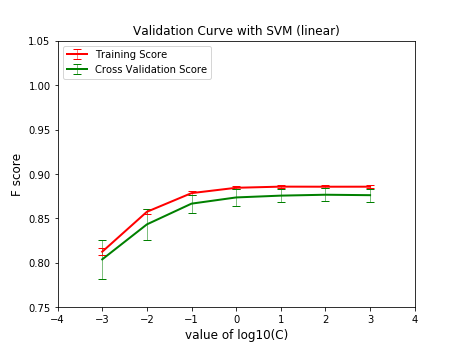 Validation Curve with SVM (linear)
Training Score
Cross Validation Score
F score
1.05
1.00
0.95
0.90
0.85
0.80
0.75
−4 −3 −2 −1 0 1 2 3 4
value of log10(C)